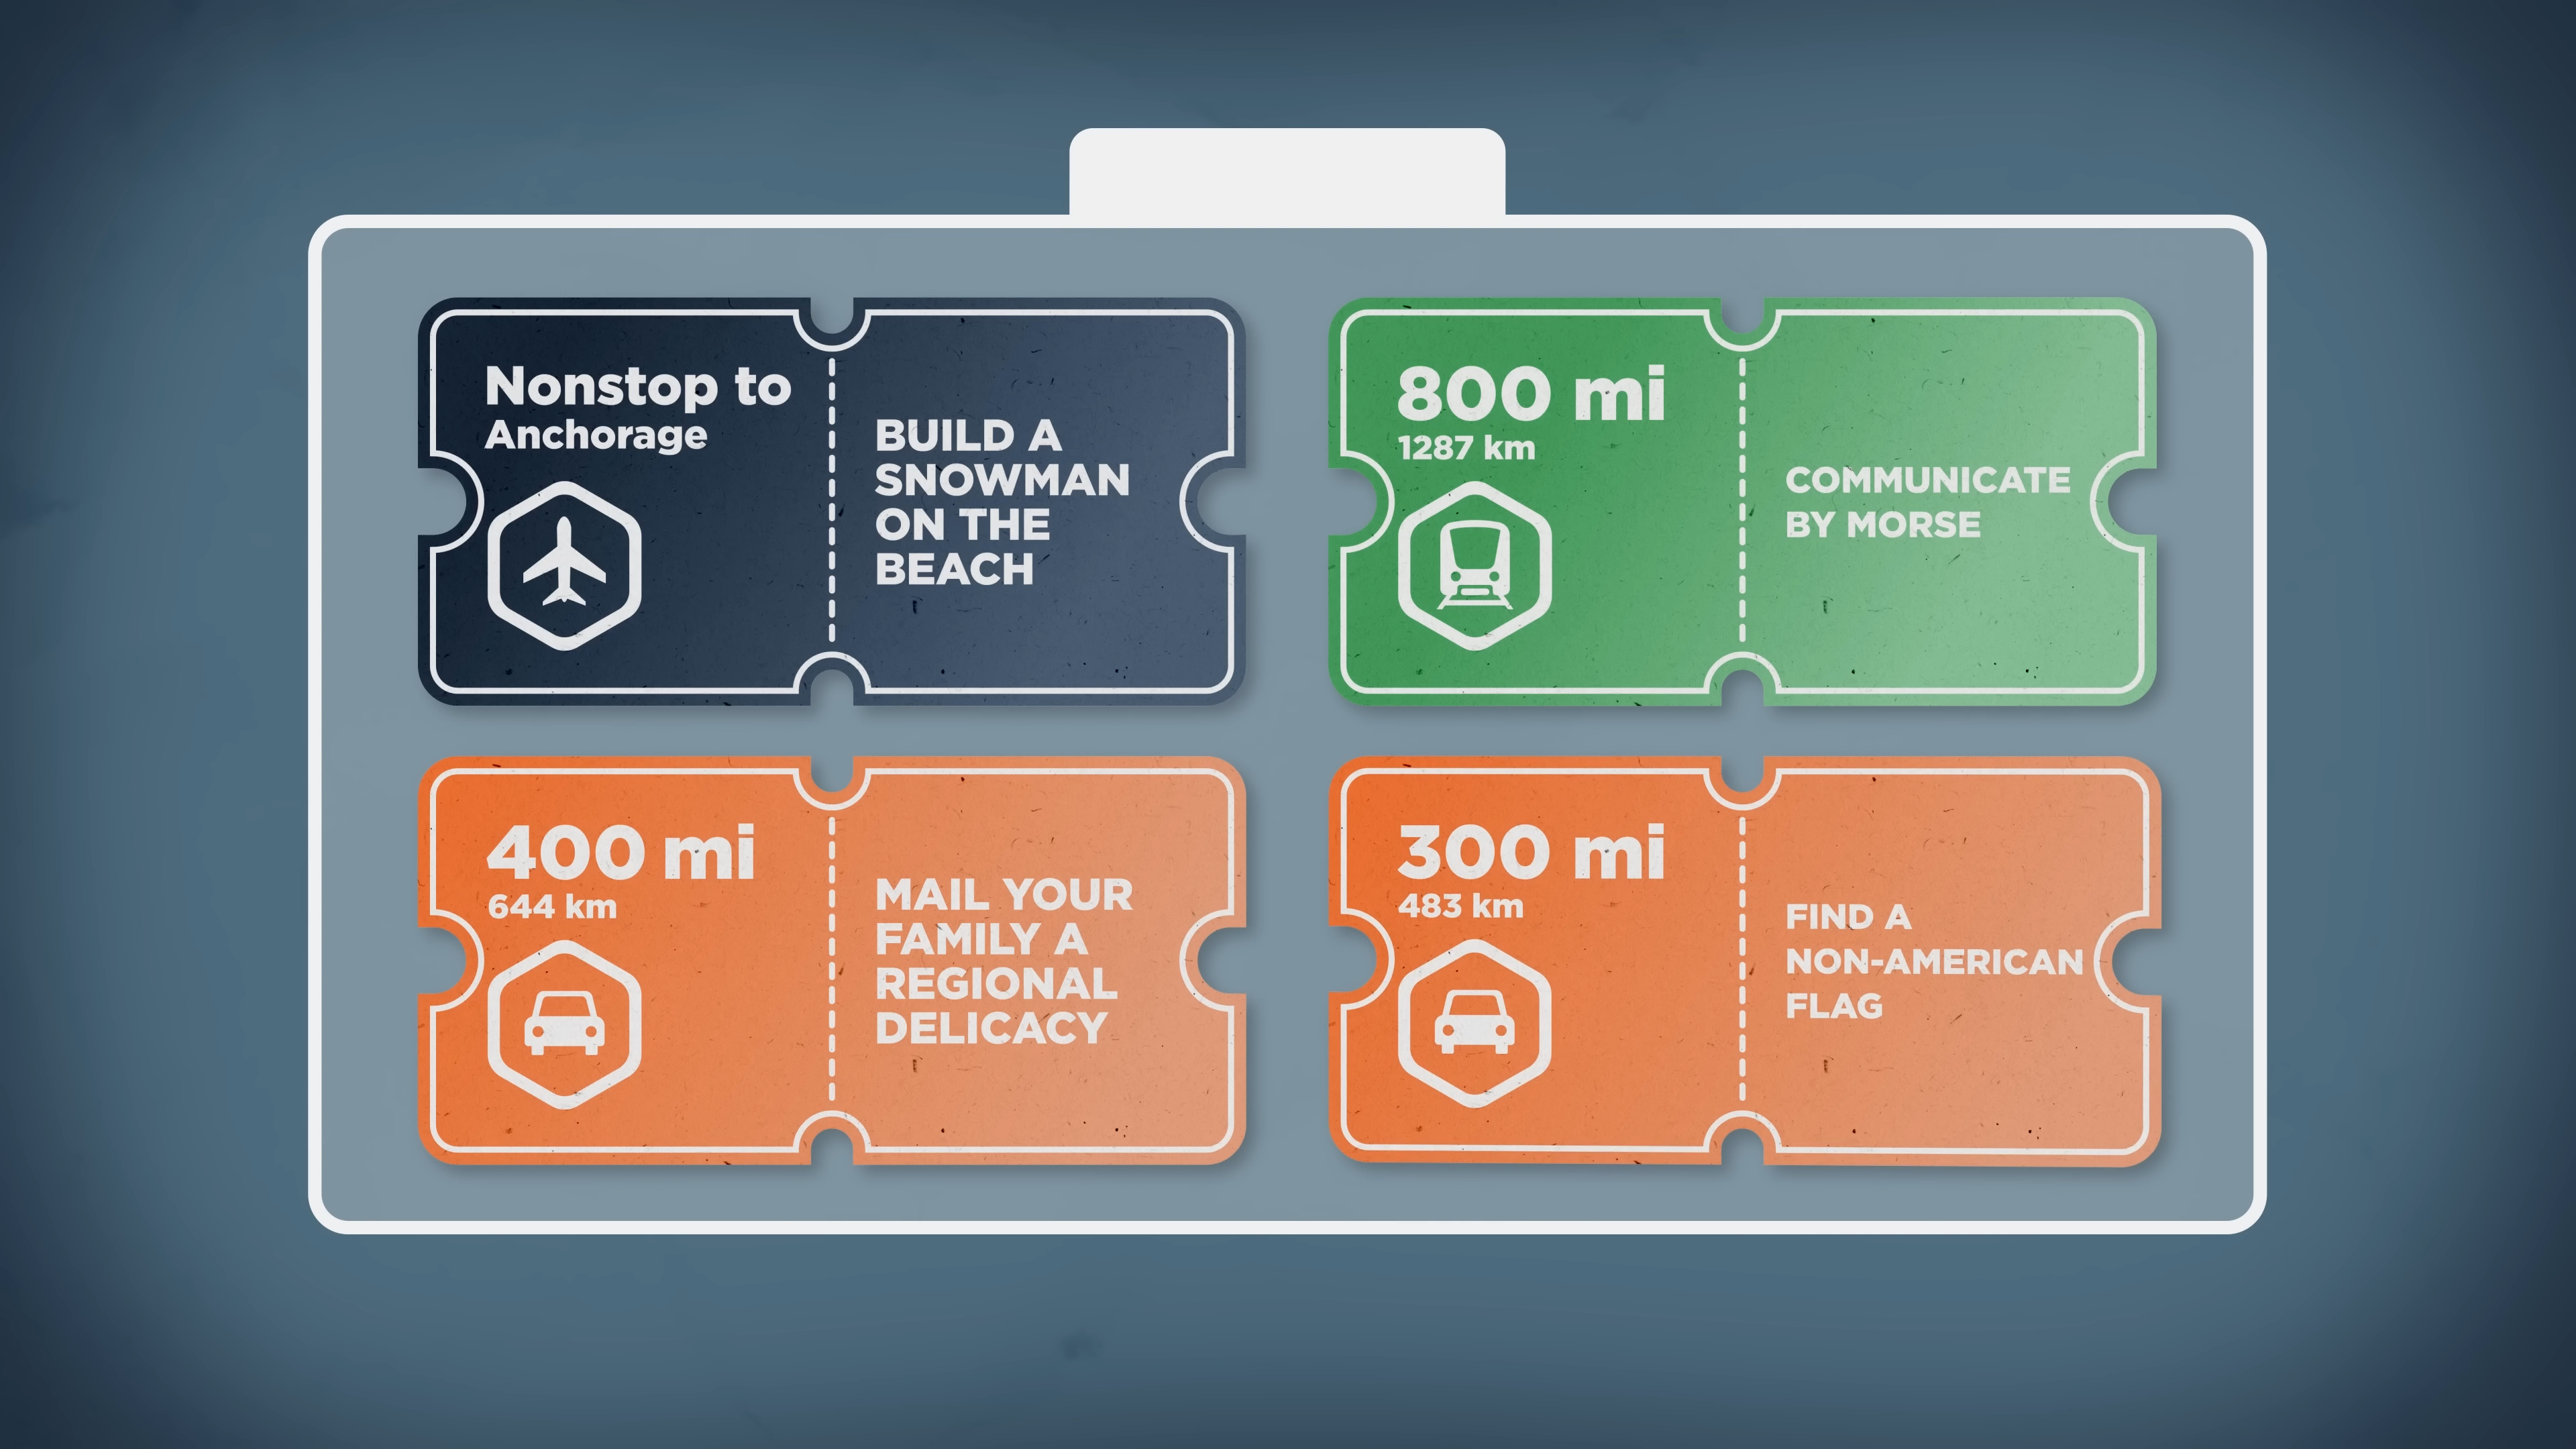 Nonstop to
Anchorage
BUILD A
SNOWMAN
ON THE
BEACH
800 mi
1287 km
COMMUNICATE
BY MORSE
400 mi
644 km
MAIL YOUR
FAMILY A
REGIONAL
DELICACY
300 mi
483 km
FIND A
NON-AMERICAN
FLAG